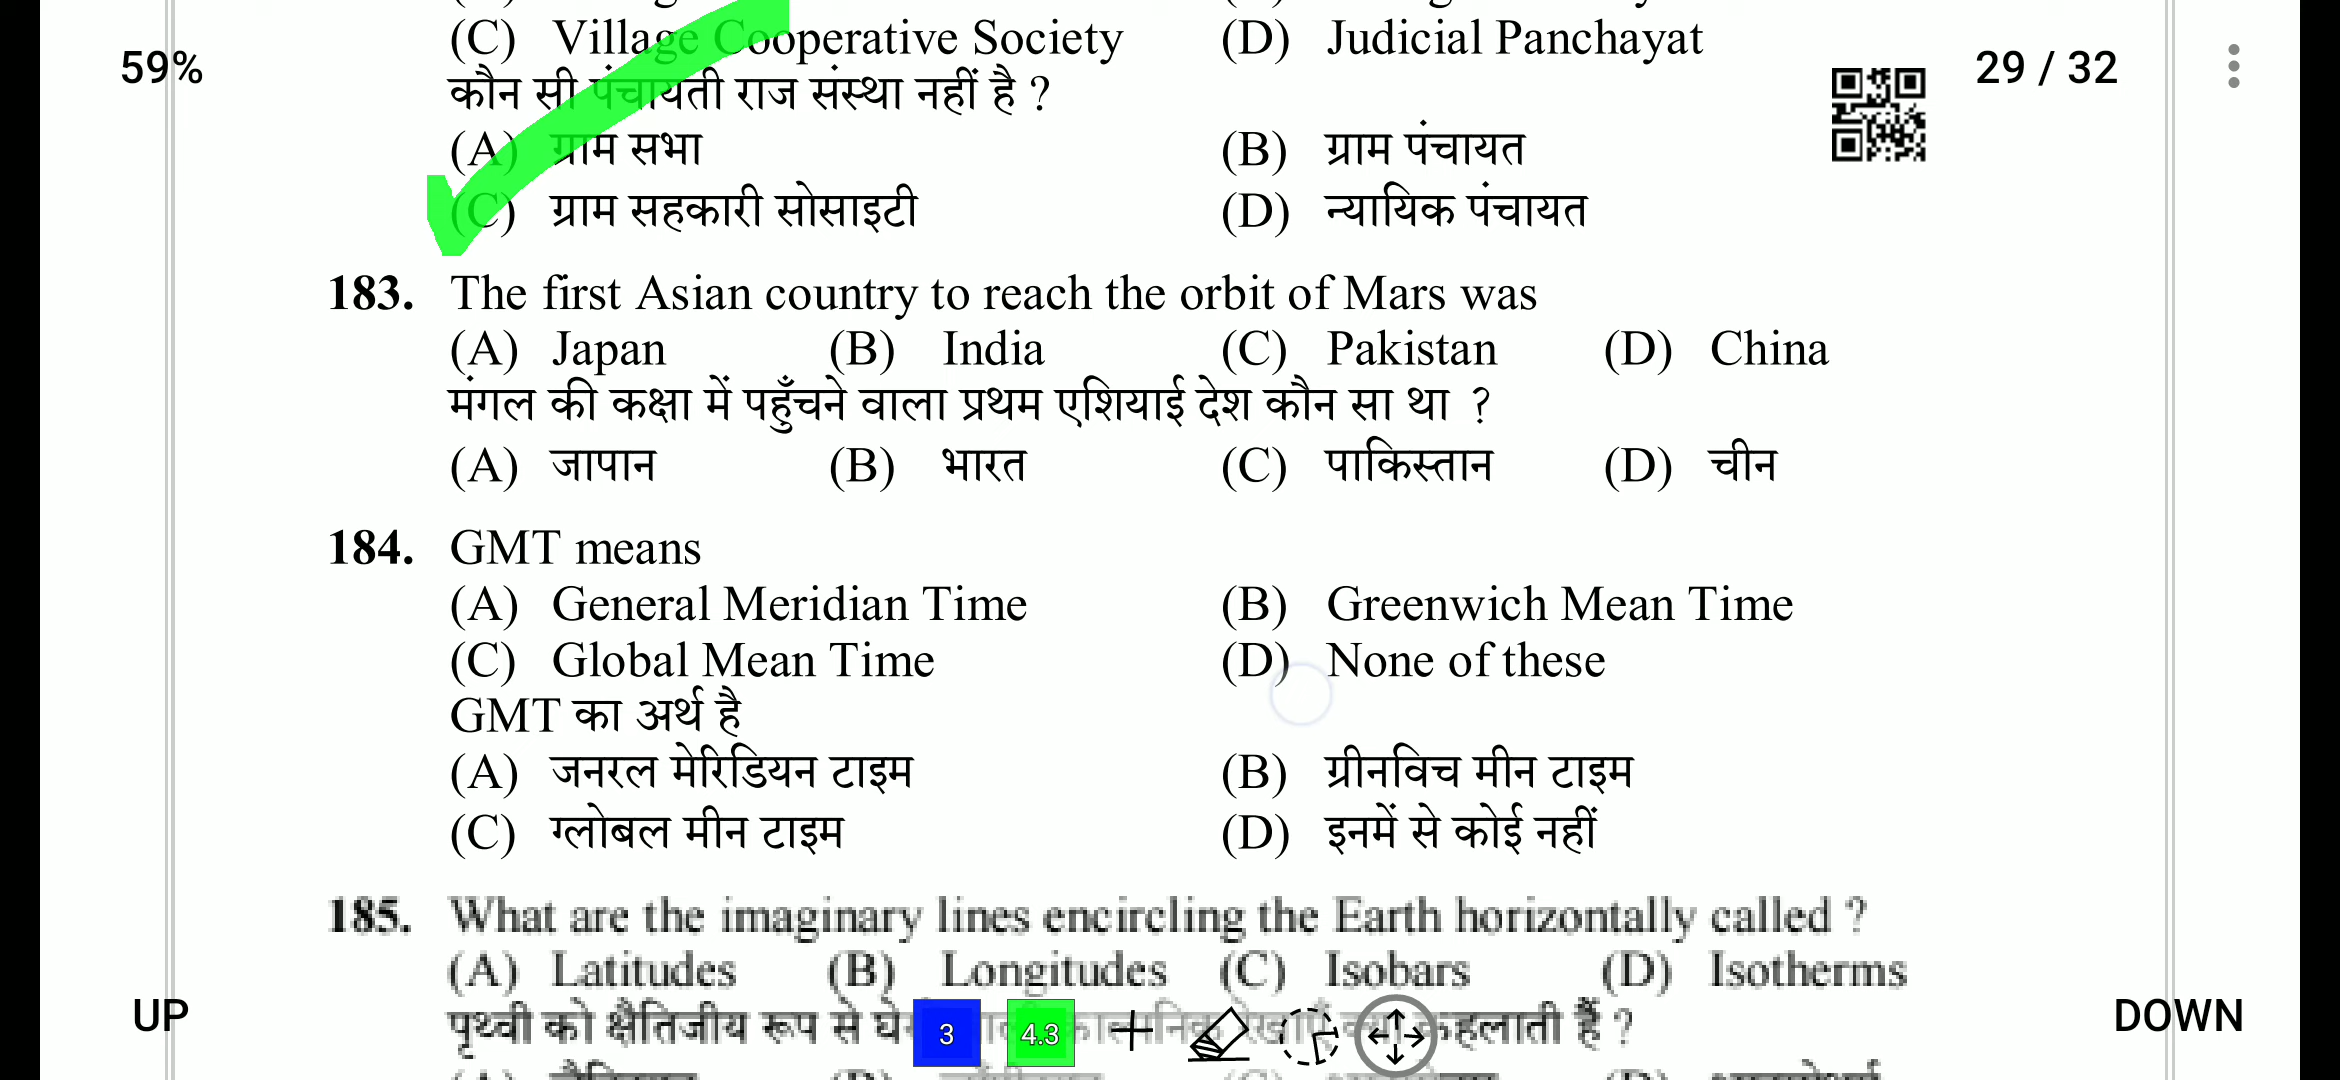 59%
29 / 32
(C) Village Cooperative Society (D) Judicial Panchayat
कौन सी पंचायती राज संस्था नहीं है ?
(A) ग्राम सभा (B) ग्राम पंचायत
(C) ग्राम सहकारी सोसाइटी (D) न्यायिक पंचायत
183. The first Asian country to reach the orbit of Mars was
(A) Japan (B) India (C) Pakistan (D) China
मंगल की कक्षा में पहुँचने वाला प्रथम एशियाई देश कौन सा था ?
(A) जापान (B) भारत (C) पाकिस्तान (D) चीन
184. GMT means
(A) General Meridian Time (B) Greenwich Mean Time
(C) Global Mean Time (D) None of these
GMT का अर्थ है
(A) जनरल मेरिडियन टाइम (B) ग्रीनविच मीन टाइम
(C) ग्लोबल मीन टाइम (D) इनमें से कोई नहीं
185. What are the imaginary lines encircling the Earth horizontally called ?
(A) Latitudes (B) Longitudes (C) Isobars (D) Isotherms
पृथ्वी को क्षैतिजीय रूप से कहलाती हैं ?
UP
3
4.3
DOWN